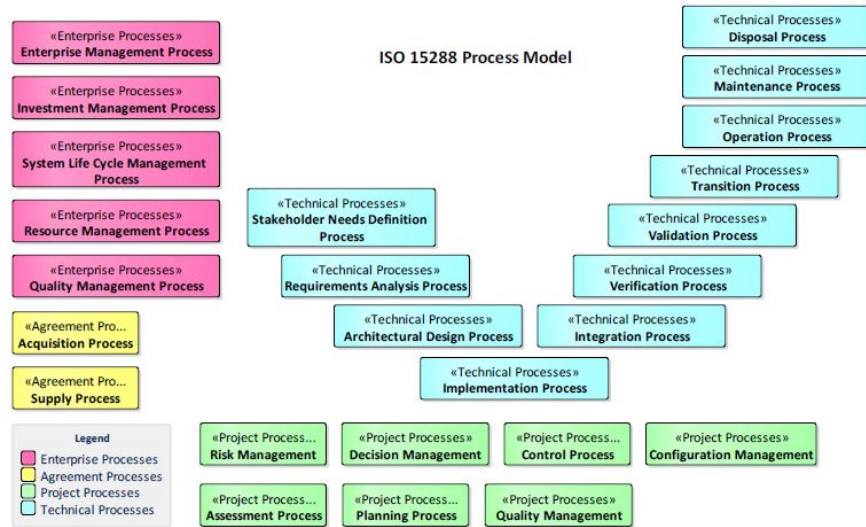 ISO 15288 Process Model
«Enterprise Processes»
Enterprise Management Process
«Enterprise Processes»
Investment Management Process
«Enterprise Processes»
System Life Cycle Management
Process
«Enterprise Processes»
Resource Management Process
«Enterprise Processes»
Quality Management Process
«Agreement Pro...
Acquisition Process
«Agreement Pro...
Supply Process
«Technical Processes»
Stakeholder Needs Definition
Process
«Technical Processes»
Requirements Analysis Process
«Technical Processes»
Architectural Design Process
«Technical Processes»
Implementation Process
«Technical Processes»
Disposal Process
«Technical Processes»
Maintenance Process
«Technical Processes»
Operation Process
«Technical Processes»
Transition Process
«Technical Processes»
Validation Process
«Technical Processes»
Verification Process
«Technical Processes»
Integration Process
Legend
Enterprise Processes
Agreement Processes
Project Processes
Technical Processes
«Project Process...
Risk Management
«Project Processes»
Decision Management
«Project Process...
Control Process
«Project Processes»
Configuration Management
«Project Process...
Assessment Process
«Project Process...
Planning Process
«Project Processes»
Quality Management